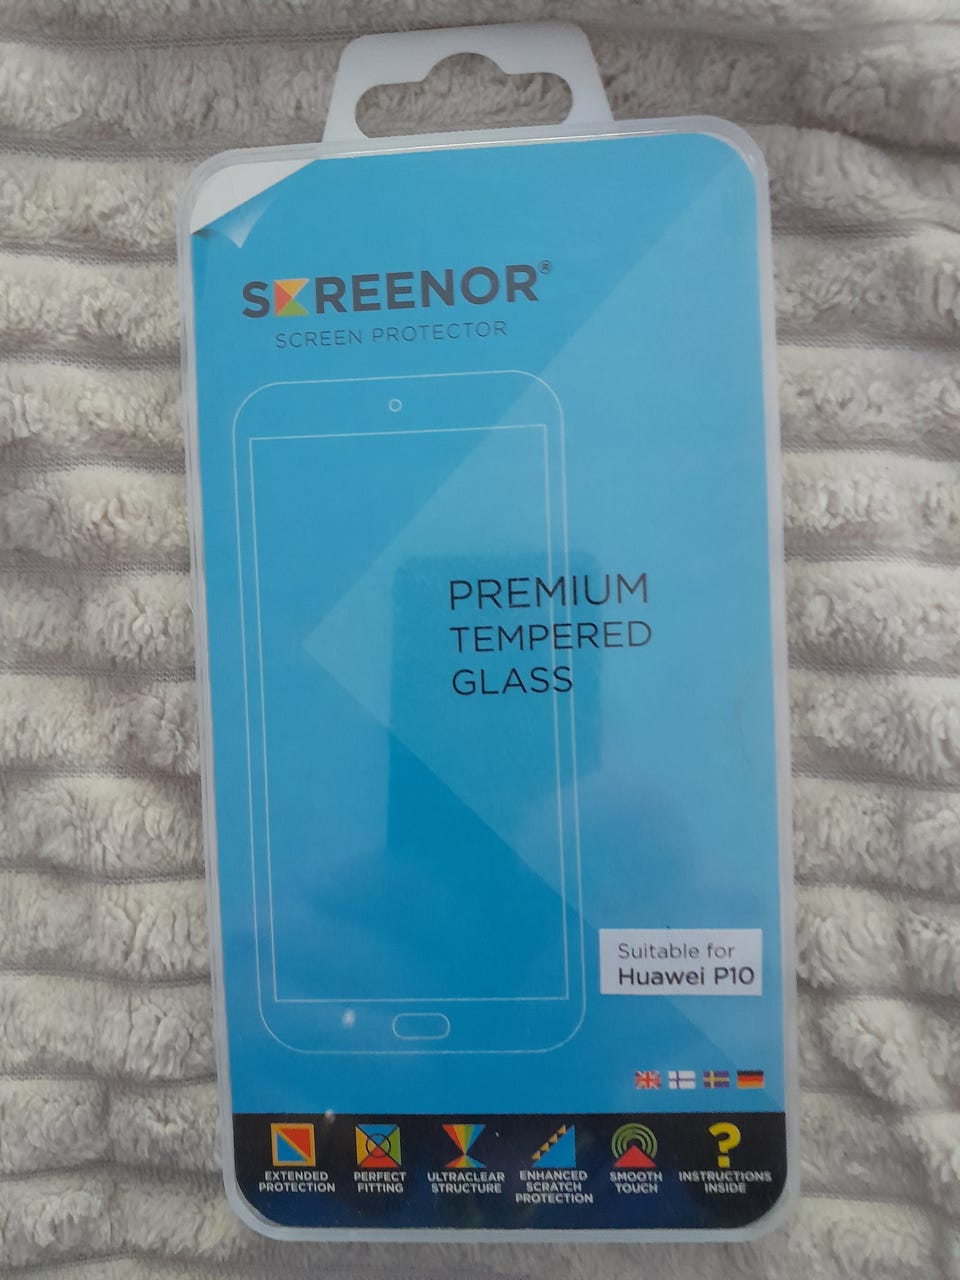 SCREENOR®
SCREEN PROTECTOR
PREMIUM
TEMPERED
GLASS
Suitable for
Huawei P10
EXTENDED
PROTECTION
PERFECT
FITTING
ULTRACLEAR
STRUCTURE
ENHANCED
SCRATCH
PROTECTION
SMOOTH
TOUCH
?
INSTRUCTIONS
INSIDE